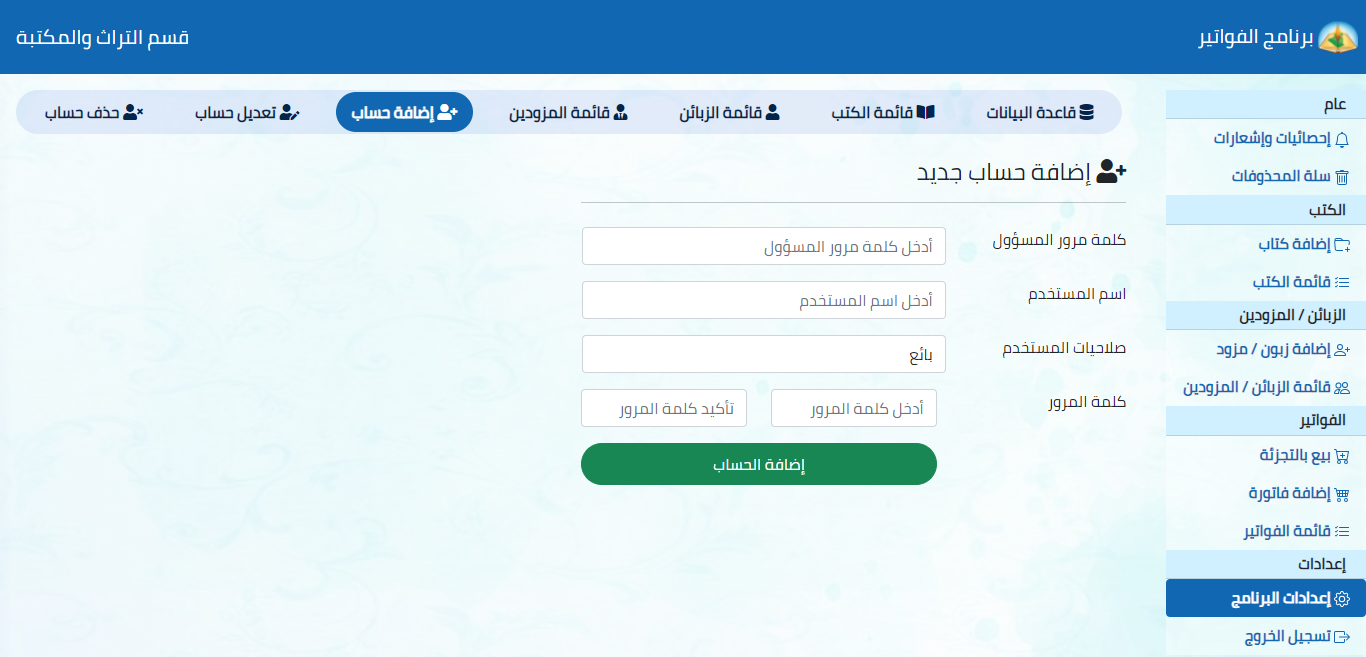 برنامج الفواتير
قسم التراث والمكتبة
عام
إحصائيات وإشعارات
سلة المحذوفات
الكتب
إضافة كتاب
قائمة الكتب
الزبائن / المزودين
إضافة زبون / مزود
قائمة الزبائن / المزودين
الفواتير
بيع بالتجزئة
إضافة فاتورة
قائمة الفواتير
إعدادات
إعدادات البرنامج
تسجيل الخروج
قاعدة البيانات
قائمة الكتب
قائمة الزبائن
قائمة المزودين
إضافة حساب
تعديل حساب
حذف حساب
إضافة حساب جديد
كلمة مرور المسؤول
أدخل كلمة مرور المسؤول
اسم المستخدم
أدخل اسم المستخدم
صلاحيات المستخدم
بائع
كلمة المرور
أدخل كلمة المرور
تأكيد كلمة المرور
إضافة الحساب